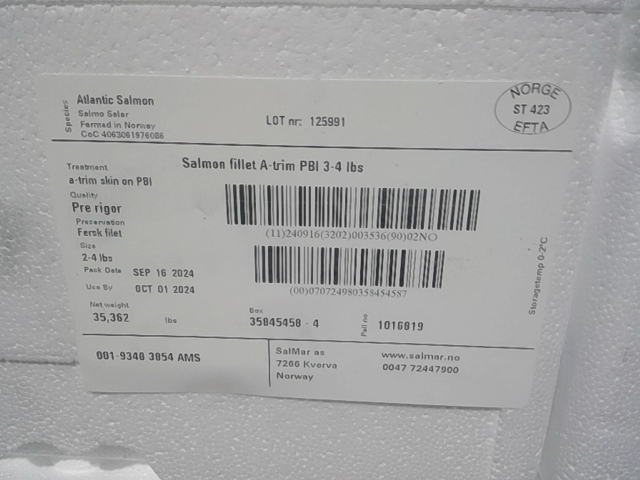 Species
Atlantic Salmon
Salmo Salar
Farmed in Norway
CoC 4063061976086
LOT nr: 125991
NORGE
ST 423
EFTA
Treatment
a-trim skin on PBI
Quality
Pre rigor
Preservation
Fersk filet
Size
2-4 lbs
Pack Date SEP 16 2024
Use By OCT 01 2024
Net weight
35,362 lbs
Salmon fillet A-trim PBI 3-4 lbs
(11)240916(3202)003536(90)02NO
(00)070724980358454587
Box
35845458 - 4
Pall no 1016819
Storagetemp 0-2°C
001-9340 3054 AMS
SalMar as
7266 Kverva
Norway
www.salmar.no
0047 72447900